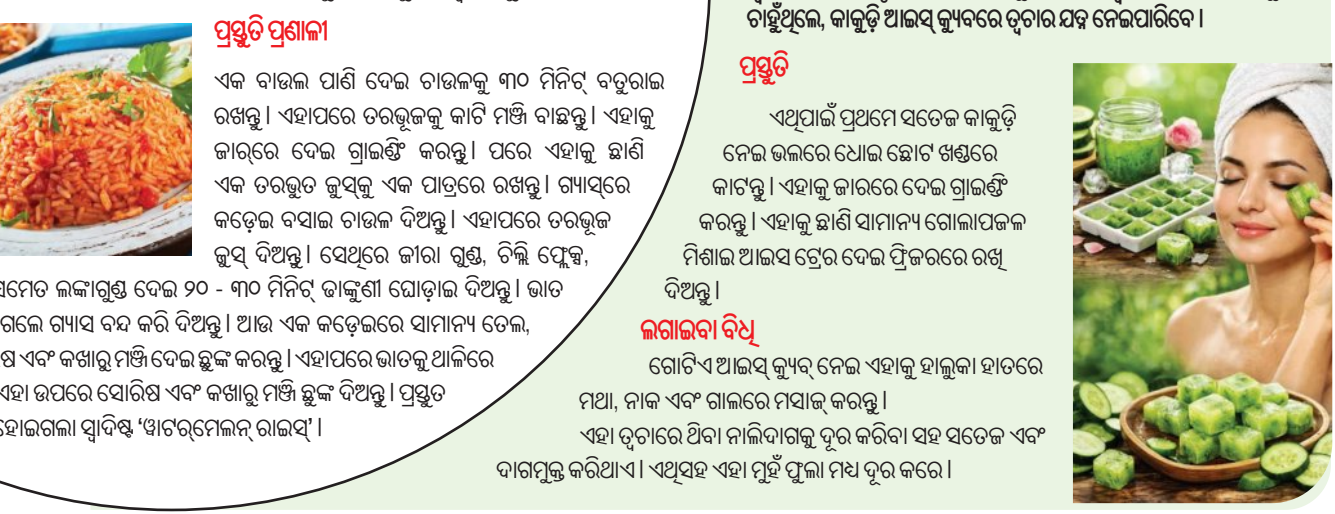 ପ୍ରସ୍ତୁତି ପ୍ରଣାଳୀ
ଏକ ବାଉଲ ପାଣି ଦେଇ ଚାଉଳକୁ ୩୦ ମିନିଟ୍ ବତୁରାଇ
ରଖନ୍ତୁ । ଏହାପରେ ତରଭୂଜକୁ କାଟି ମଞ୍ଜି ବାଛନ୍ତୁ । ଏହାକୁ
ଜାର୍‌ରେ ଦେଇ ଗ୍ରାଇଣ୍ଡିଂ କରନ୍ତୁ । ପରେ ଏହାକୁ ଛାଣି
ଏକ ତରଭୁତ ଜୁସ୍‌କୁ ଏକ ପାତ୍ରରେ ରଖନ୍ତୁ । ଗ୍ୟାସ୍‌ରେ
କଡ଼େଇ ବସାଇ ଚାଉଳ ଦିଅନ୍ତୁ । ଏହାପରେ ତରଭୂଜ
ଜୁସ୍ ଦିଅନ୍ତୁ । ସେଥିରେ ଜୀରା ଗୁଣ୍ଡ, ଚିଲ୍ଲି ଫ୍ଲେକ୍ସ,
ସମେତ ଲଙ୍କାଗୁଣ୍ଡ ଦେଇ ୨୦ - ୩୦ ମିନିଟ୍ ଢାଙ୍କୁଣୀ ଘୋଡ଼ାଇ ଦିଅନ୍ତୁ । ଭାତ
ଗଲେ ଗ୍ୟାସ ବନ୍ଦ କରି ଦିଅନ୍ତୁ । ଆଉ ଏକ କଡ଼େଇରେ ସାମାନ୍ୟ ତେଲ,
ଏବଂ କଖାରୁ ମଞ୍ଜି ଦେଇ ଛୁଙ୍କ କରନ୍ତୁ । ଏହାପରେ ଭାତକୁ ଥାଳିରେ
ଏହା ଉପରେ ସୋରିଷ ଏବଂ କଖାରୁ ମଞ୍ଜି ଛୁଙ୍କ ଦିଅନ୍ତୁ । ପ୍ରସ୍ତୁତ
ହୋଇଗଲା ସ୍ୱାଦିଷ୍ଟ ‘ୱାଟର୍‌ମେଲନ୍ ରାଇସ୍’ ।
ଚାହୁଁଥିଲେ, କାକୁଡ଼ି ଆଇସ୍ କ୍ୟୁବରେ ତ୍ୱଚାର ଯତ୍ନ ନେଇପାରିବେ ।
ପ୍ରସ୍ତୁତି
ଏଥିପାଇଁ ପ୍ରଥମେ ସତେଜ କାକୁଡ଼ି
ନେଇ ଭଲରେ ଧୋଇ ଛୋଟ ଖଣ୍ଡରେ
କାଟନ୍ତୁ । ଏହାକୁ ଜାରରେ ଦେଇ ଗ୍ରାଇଣ୍ଡିଂ
କରନ୍ତୁ । ଏହାକୁ ଛାଣି ସାମାନ୍ୟ ଗୋଲାପଜଳ
ମିଶାଇ ଆଇସ ଟ୍ରେର ଦେଇ ଫ୍ରିଜରରେ ରଖି
ଦିଅନ୍ତୁ ।
ଲଗାଇବା ବିଧି
ଗୋଟିଏ ଆଇସ୍ କ୍ୟୁବ୍ ନେଇ ଏହାକୁ ହାଲୁକା ହାତରେ
ମଥା, ନାକ ଏବଂ ଗାଲରେ ମସାଜ୍ କରନ୍ତୁ ।
ଏହା ତ୍ୱଚାରେ ଥିବା ନାଲିଦାଗକୁ ଦୂର କରିବା ସହ ସତେଜ ଏବଂ
ଦାଗମୁକ୍ତ କରିଥାଏ । ଏଥିସହ ଏହା ମୁହଁ ଫୁଲା ମଧ୍ୟ ଦୂର କରେ ।